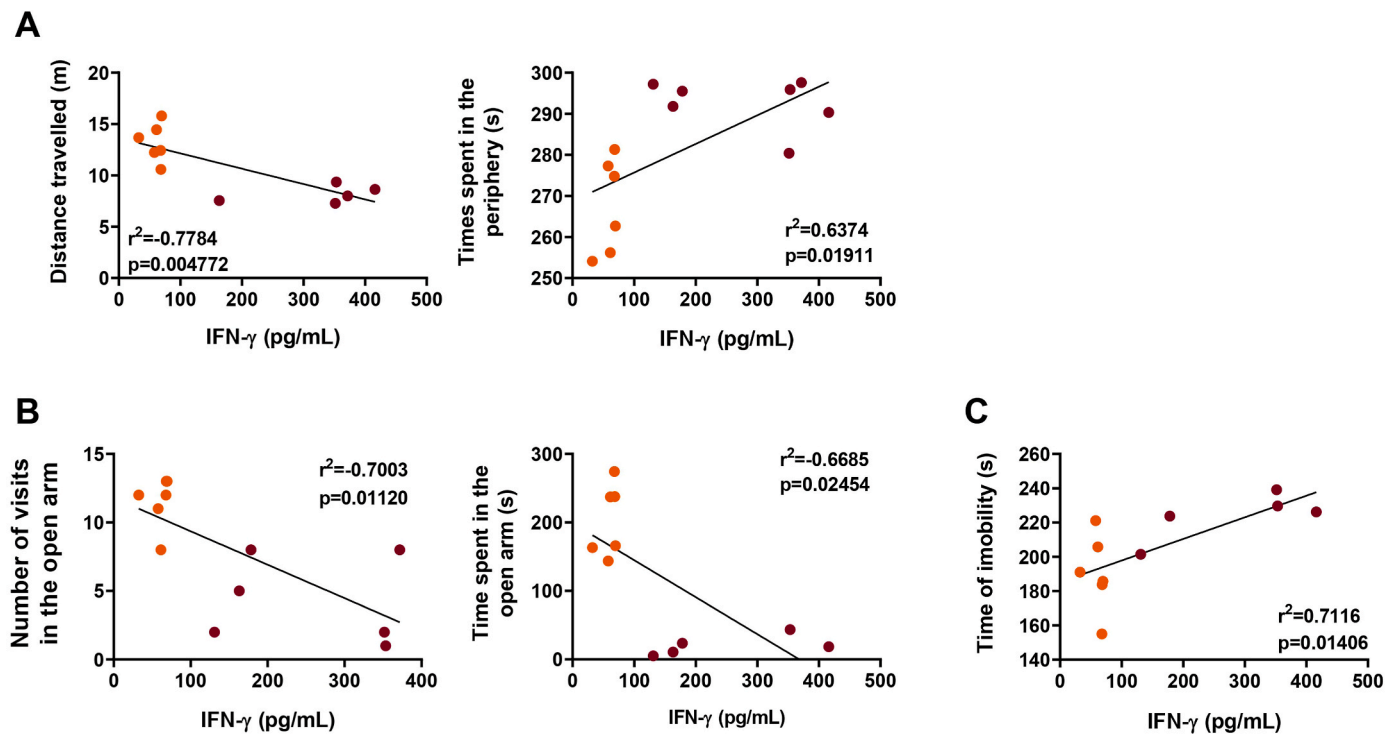 A
Distance travelled (m)
20
15
10
5
0
r²=-0.7784
p=0.004772
0 100 200 300 400 500
IFN-γ (pg/mL)
Times spent in the
periphery (s)
300
290
280
270
260
250
r²=0.6374
p=0.01911
0 100 200 300 400 500
IFN-γ (pg/mL)
B
Number of visits
in the open arm
15
10
5
0
r²=-0.7003
p=0.01120
0 100 200 300 400
IFN-γ (pg/mL)
Time spent in the
open arm (s)
300
200
100
0
r²=-0.6685
p=0.02454
0 100 200 300 400 500
IFN-γ (pg/mL)
C
Time of imobility (s)
260
240
220
200
180
160
140
r²=0.7116
p=0.01406
0 100 200 300 400 500
IFN-γ (pg/mL)